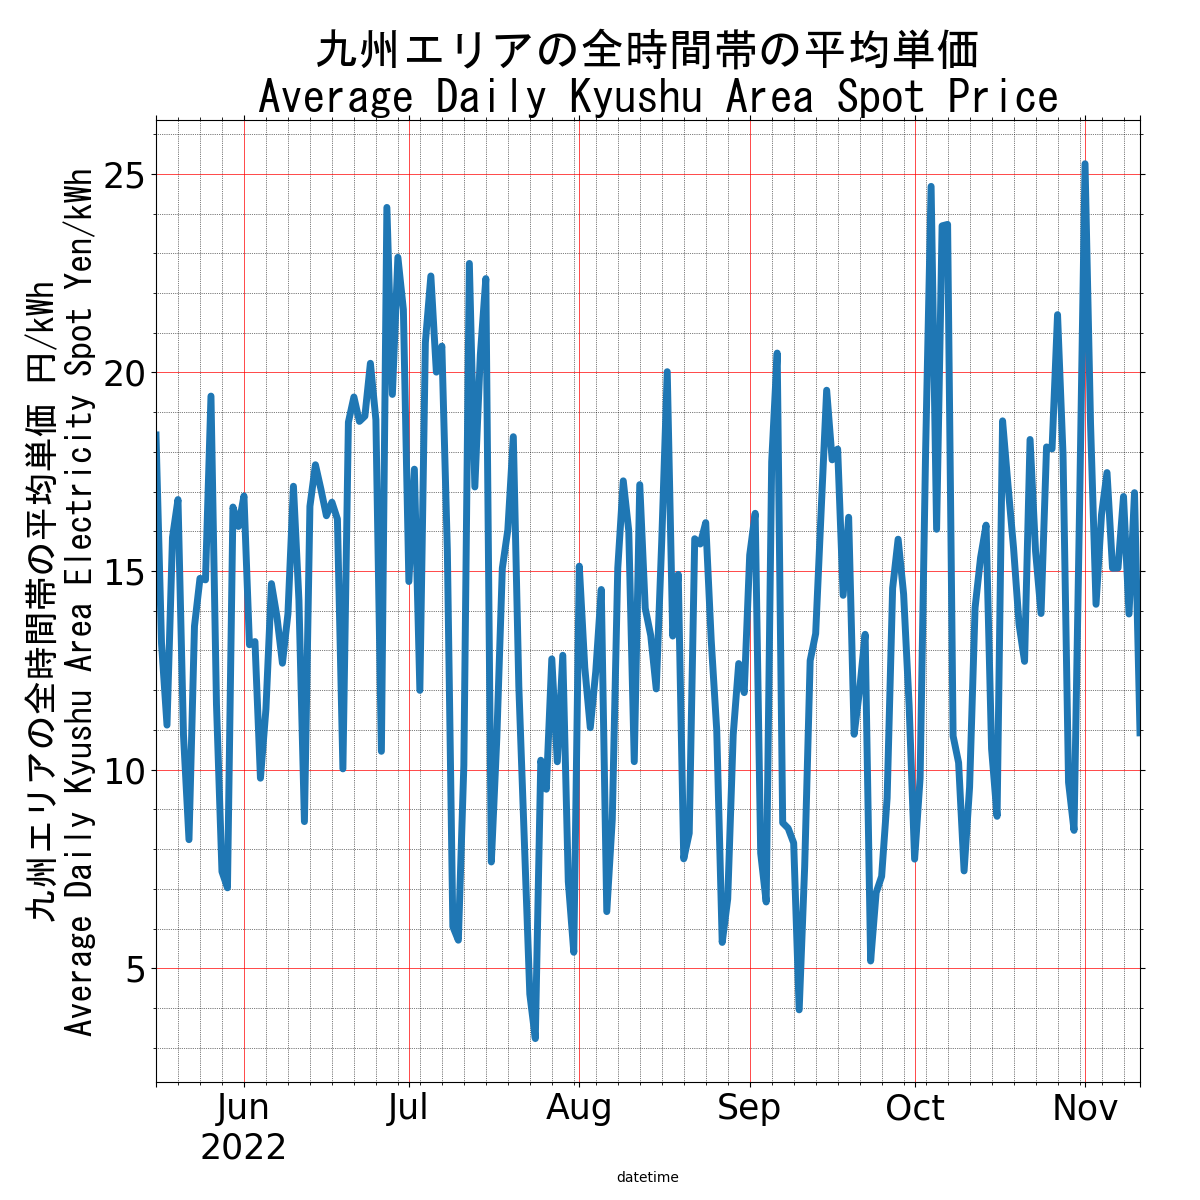 九州エリアの全時間帯の平均単価
Average Daily Kyushu Area Spot Price
九州エリアの全時間帯の平均単価 円/kWh
Average Daily Kyushu Area Electricity Spot Yen/kWh
25
20
15
10
5
Jun
2022
Jul
Aug
Sep
Oct
Nov
datetime